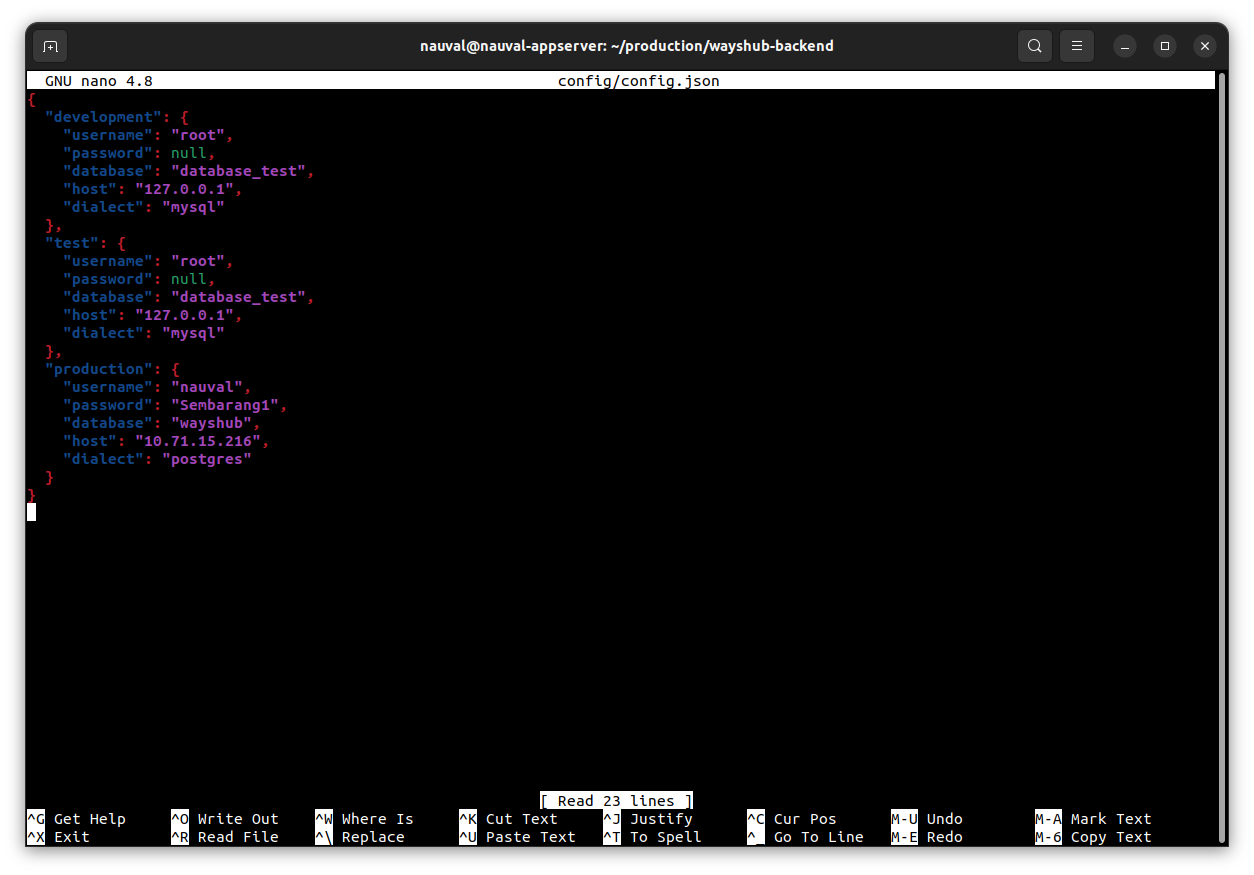 nauval@nauval-appserver: ~/production/wayshub-backend
GNU nano 4.8 config/config.json
{
  "development": {
    "username": "root",
    "password": null,
    "database": "database_test",
    "host": "127.0.0.1",
    "dialect": "mysql"
  },
  "test": {
    "username": "root",
    "password": null,
    "database": "database_test",
    "host": "127.0.0.1",
    "dialect": "mysql"
  },
  "production": {
    "username": "nauval",
    "password": "Sembarang1",
    "database": "wayshub",
    "host": "10.71.15.216",
    "dialect": "postgres"
  }
}
[ Read 23 lines ]
^G Get Help ^O Write Out ^W Where Is ^K Cut Text ^J Justify ^C Cur Pos M-U Undo M-A Mark Text
^X Exit ^R Read File ^\ Replace ^U Paste Text ^T To Spell ^_ Go To Line M-E Redo M-6 Copy Text